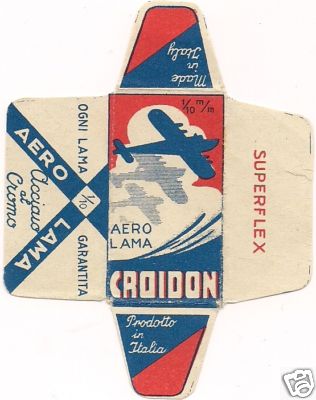 Made
in
Italy
1/10 m/m
AERO
LAMA
CROIDON
Prodotto
in
Italia
OGNI LAMA
1/10
GARANTITA
AERO
LAMA
Acciaio
al
Cromo
SUPERFLEX